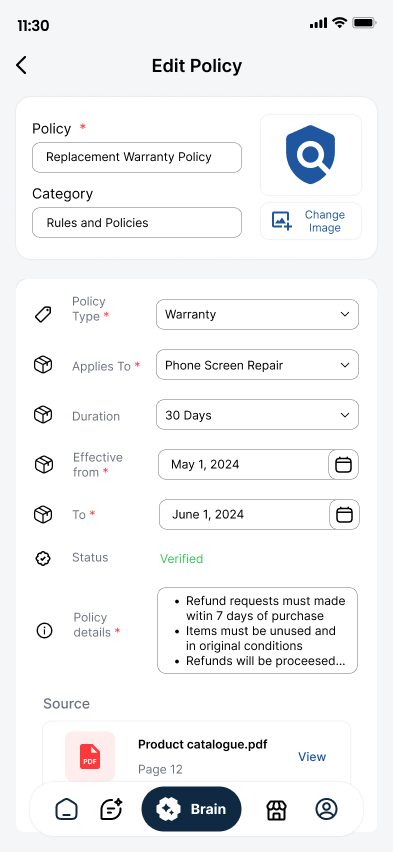 11:30
Edit Policy
Policy *
Replacement Warranty Policy
Category
Rules and Policies
Change
Image
Policy
Type *
Warranty
Applies To *
Phone Screen Repair
Duration
30 Days
Effective
from *
May 1, 2024
To *
June 1, 2024
Status
Verified
Policy
details *
• Refund requests must made
witin 7 days of purchase
• Items must be unused and
in original conditions
• Refunds will be proceesed...
Source
PDF
Product catalogue.pdf
Page 12
View
Brain